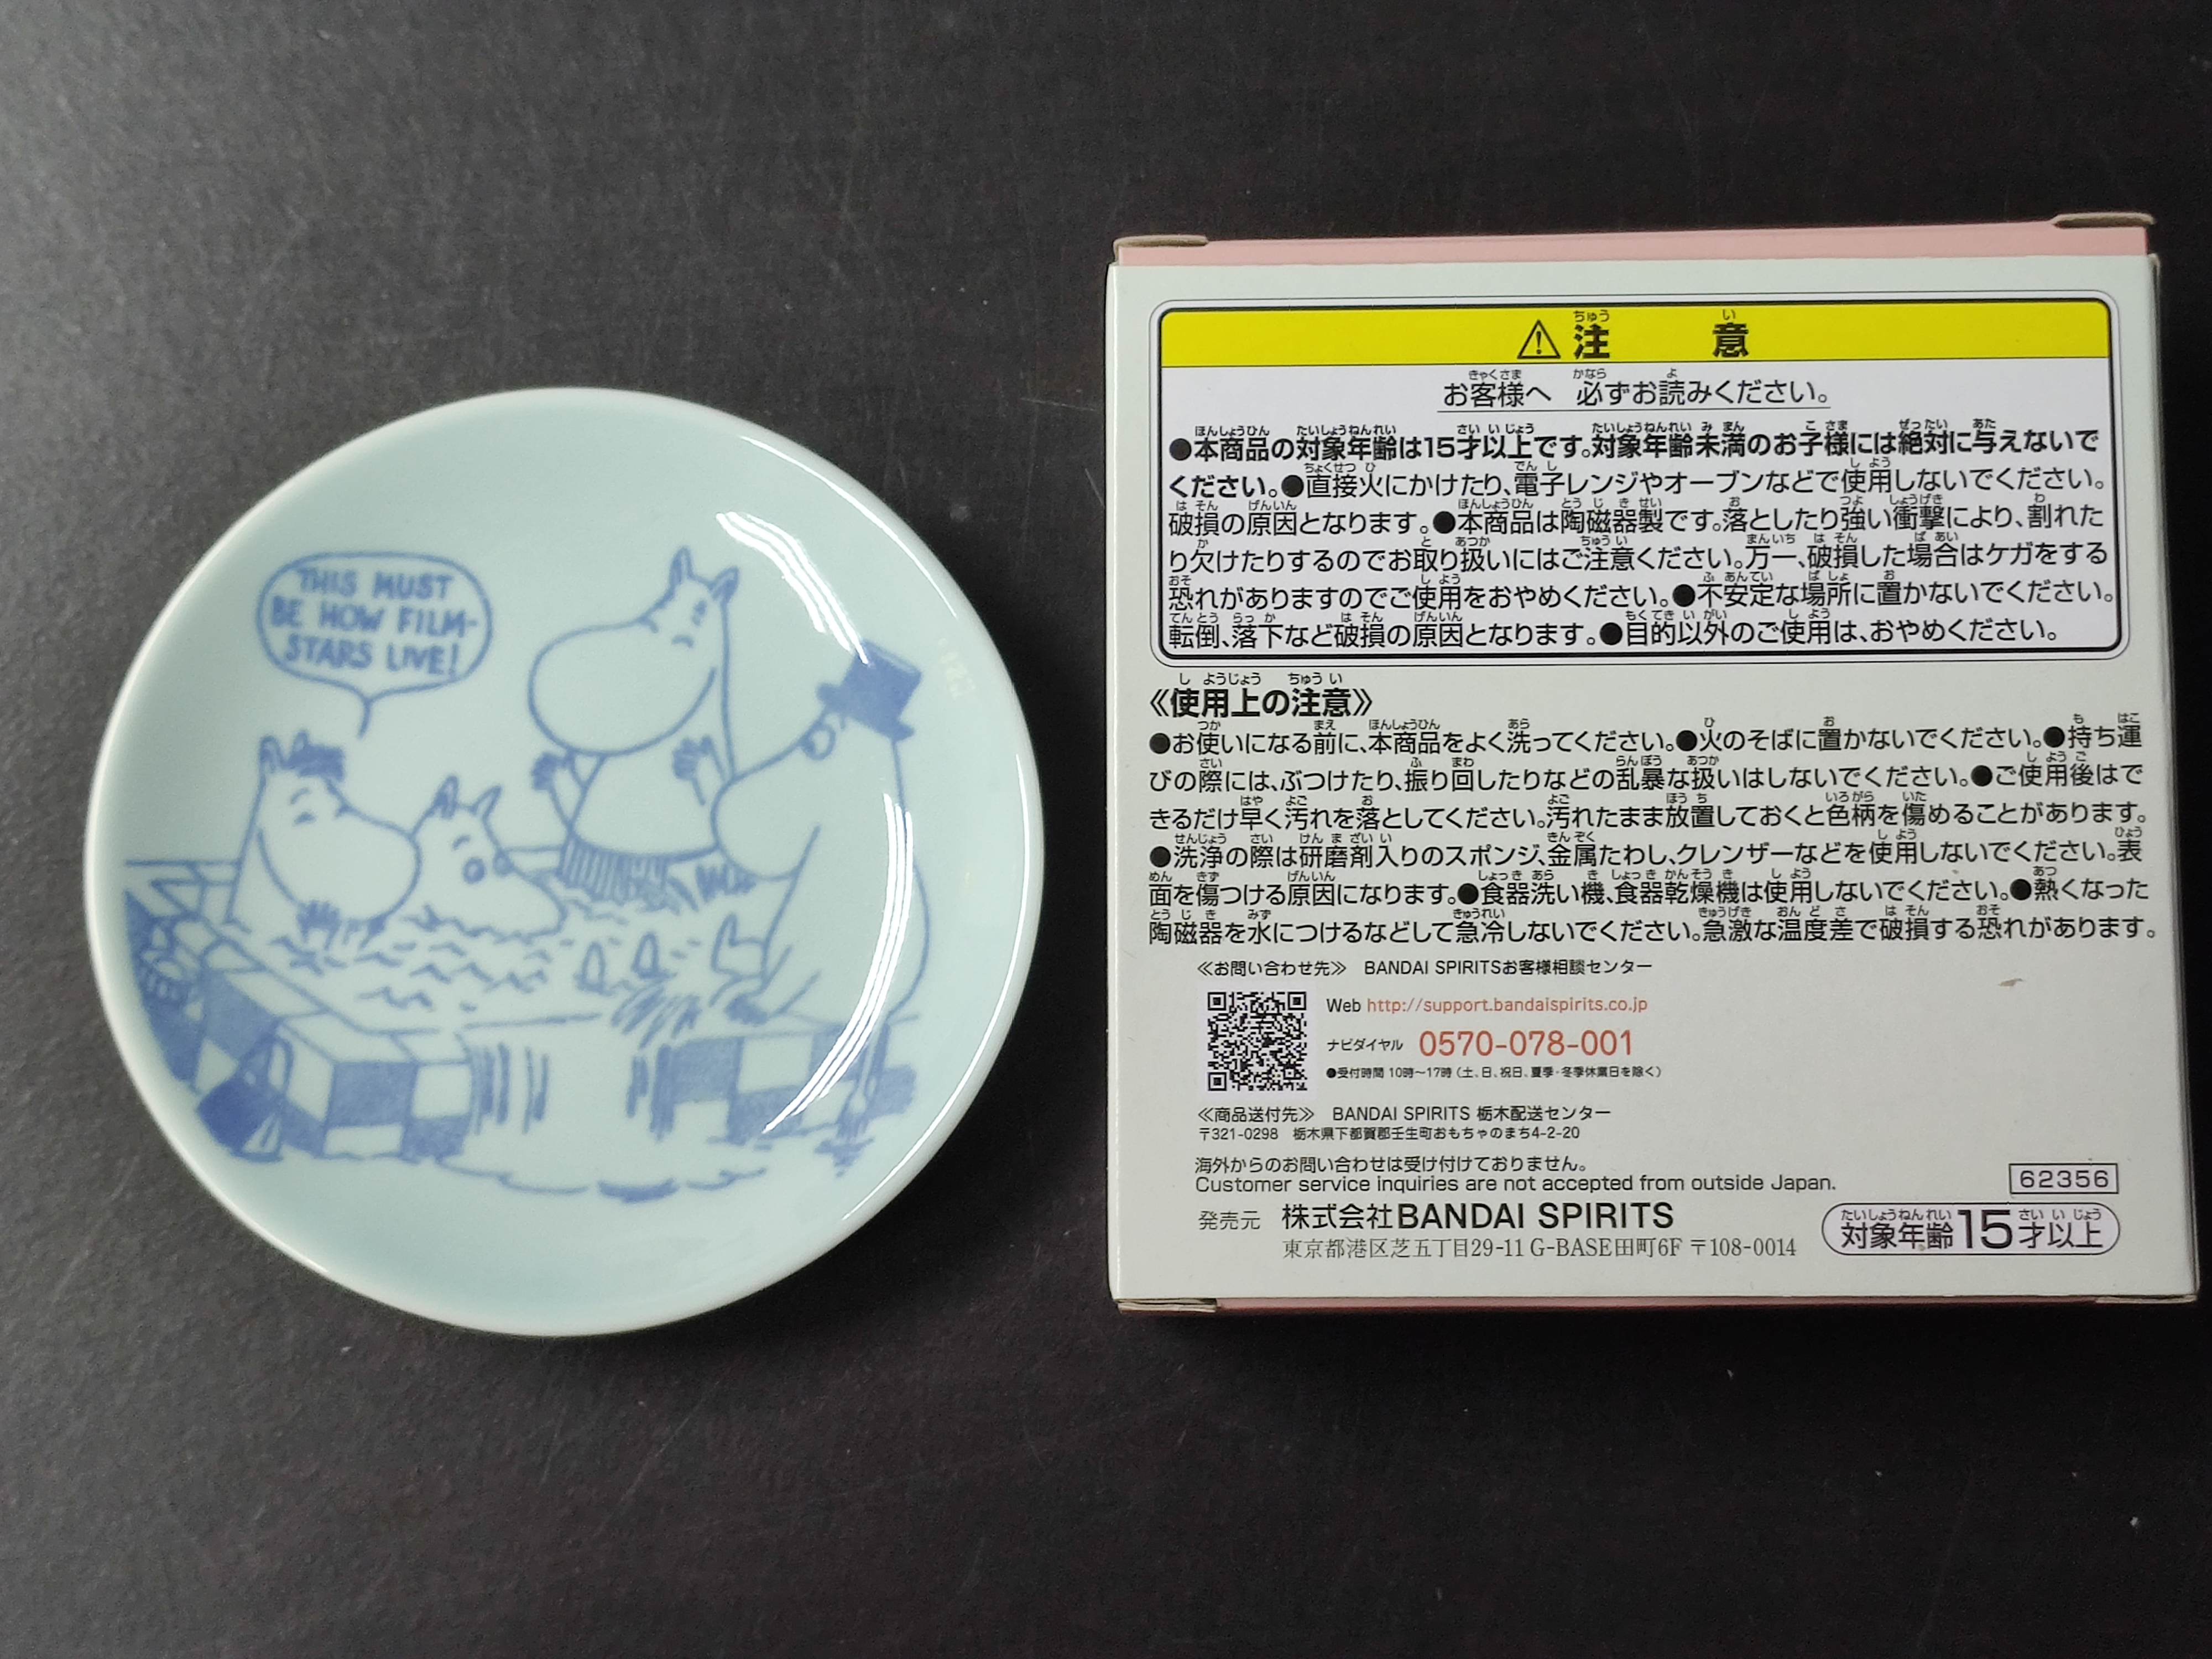 THIS MUST
BE HOW FILM-
STARS LIVE!
⚠注 意
お客様へ 必ずお読みください。
●本商品の対象年齢は15才以上です。対象年齢未満のお子様には絶対に与えないで
ください。●直接火にかけたり、電子レンジやオーブンなどで使用しないでください。
破損の原因となります。●本商品は陶磁器製です。落としたり強い衝撃により、割れた
り欠けたりするのでお取り扱いにはご注意ください。万一、破損した場合はケガをする
恐れがありますのでご使用をおやめください。●不安定な場所に置かないでください。
転倒、落下など破損の原因となります。●目的以外のご使用は、おやめください。
《使用上の注意》
●お使いになる前に、本商品をよく洗ってください。●火のそばに置かないでください。●持ち運
びの際には、ぶつけたり、振り回したりなどの乱暴な扱いはしないでください。●ご使用後はで
きるだけ早く汚れを落としてください。汚れたまま放置しておくと色柄を傷めることがあります。
●洗浄の際は研磨剤入りのスポンジ、金属たわし、クレンザーなどを使用しないでください。表
面を傷つける原因になります。●食器洗い機、食器乾燥機は使用しないでください。●熱くなった
陶磁器を水につけるなどして急冷しないでください。急激な温度差で破損する恐れがあります。
≪お問い合わせ先≫ BANDAI SPIRITSお客様相談センター
Web http://support.bandaispirits.co.jp
ナビダイヤル 0570-078-001
●受付時間 10時〜17時（土、日、祝日、夏季・冬季休業日を除く）
≪商品送付先≫ BANDAI SPIRITS 栃木配送センター
〒321-0298 栃木県下都賀郡壬生町おもちゃのまち4-2-20
海外からのお問い合わせは受け付けておりません。
Customer service inquiries are not accepted from outside Japan.
62356
発売元 株式会社BANDAI SPIRITS
東京都港区芝五丁目29-11 G-BASE田町6F 〒108-0014
対象年齢15才以上